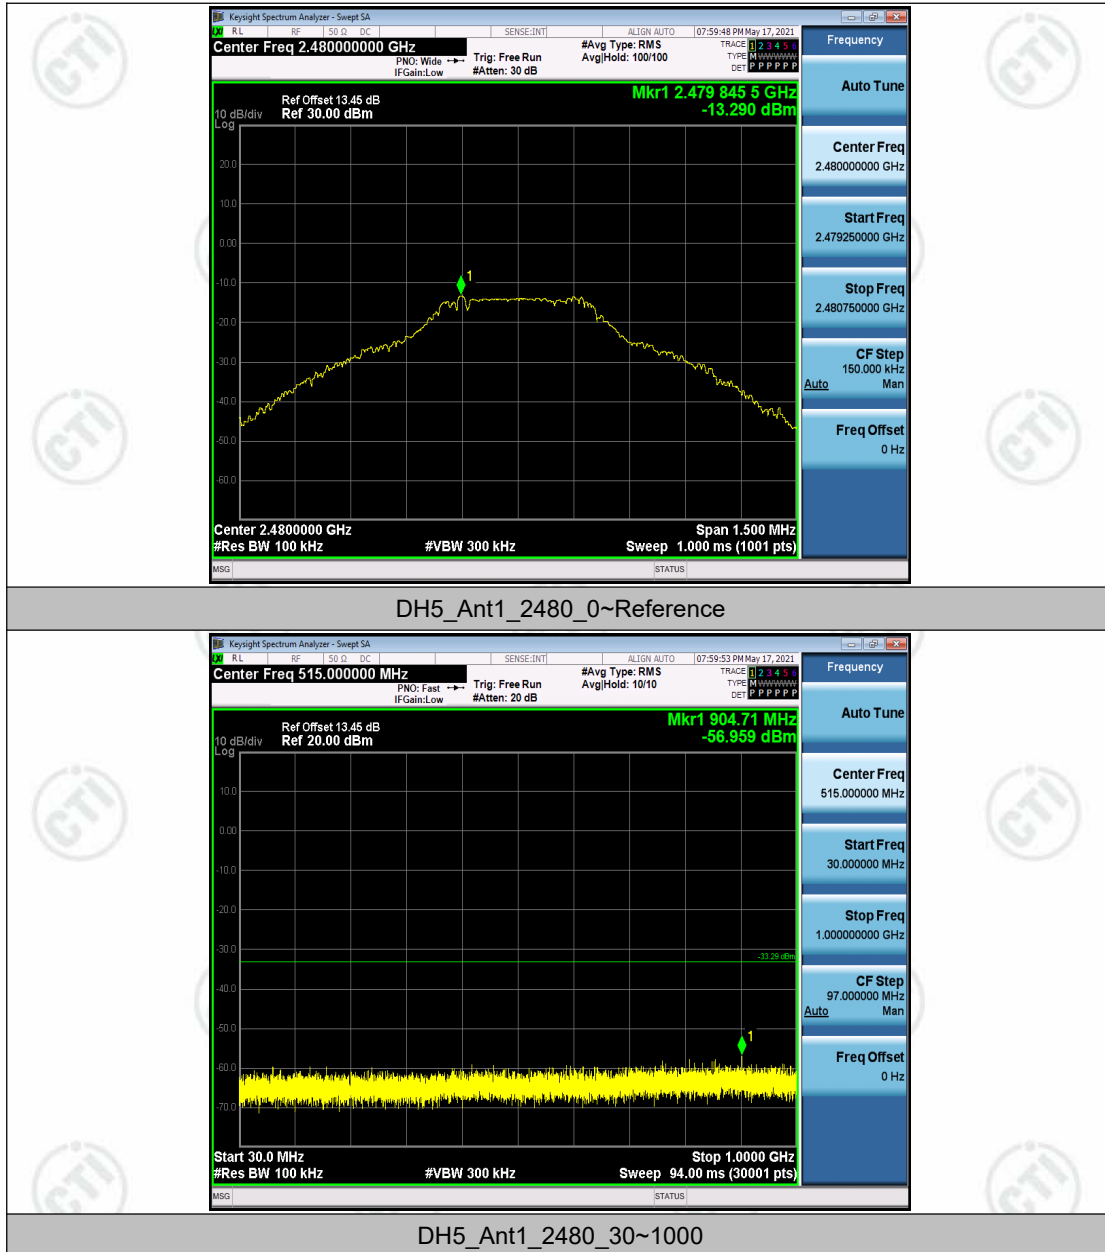 Keysight Spectrum Analyzer - Swept SA
RL RF 50 Ω DC SENSE:INT ALIGN AUTO 07:59:48 PM May 17, 2021
Center Freq 2.480000000 GHz
PNO: Wide
IFGain:Low
Trig: Free Run
#Atten: 30 dB
#Avg Type: RMS
Avg|Hold: 100/100
TRACE 1 2 3 4 5 6
TYPE M W W W W W
DET P P P P P P
Mkr1 2.479 845 5 GHz
-13.290 dBm
Ref Offset 13.45 dB
10 dB/div Ref 30.00 dBm
Log
20.0
10.0
0.00
-10.0
-20.0
-30.0
-40.0
-50.0
-60.0
1
Center 2.4800000 GHz Span 1.500 MHz
#Res BW 100 kHz #VBW 300 kHz Sweep 1.000 ms (1001 pts)
MSG STATUS
Frequency
Auto Tune
Center Freq
2.480000000 GHz
Start Freq
2.479250000 GHz
Stop Freq
2.480750000 GHz
CF Step
150.000 kHz
Auto Man
Freq Offset
0 Hz
DH5_Ant1_2480_0~Reference
Keysight Spectrum Analyzer - Swept SA
RL RF 50 Ω DC SENSE:INT ALIGN AUTO 07:59:53 PM May 17, 2021
Center Freq 515.000000 MHz
PNO: Fast
IFGain:Low
Trig: Free Run
#Atten: 20 dB
#Avg Type: RMS
Avg|Hold: 10/10
TRACE 1 2 3 4 5 6
TYPE M W W W W W
DET P P P P P P
Mkr1 904.71 MHz
-56.959 dBm
Ref Offset 13.45 dB
10 dB/div Ref 20.00 dBm
Log
10.0
0.00
-10.0
-20.0
-30.0
-40.0
-50.0
-60.0
-70.0
-33.29 dBm
1
Start 30.0 MHz Stop 1.0000 GHz
#Res BW 100 kHz #VBW 300 kHz Sweep 94.00 ms (30001 pts)
MSG STATUS
Frequency
Auto Tune
Center Freq
515.000000 MHz
Start Freq
30.000000 MHz
Stop Freq
1.000000000 GHz
CF Step
97.000000 MHz
Auto Man
Freq Offset
0 Hz
DH5_Ant1_2480_30~1000
CTI
CTI
CTI
CTI
CTI
CTI
CTI
CTI